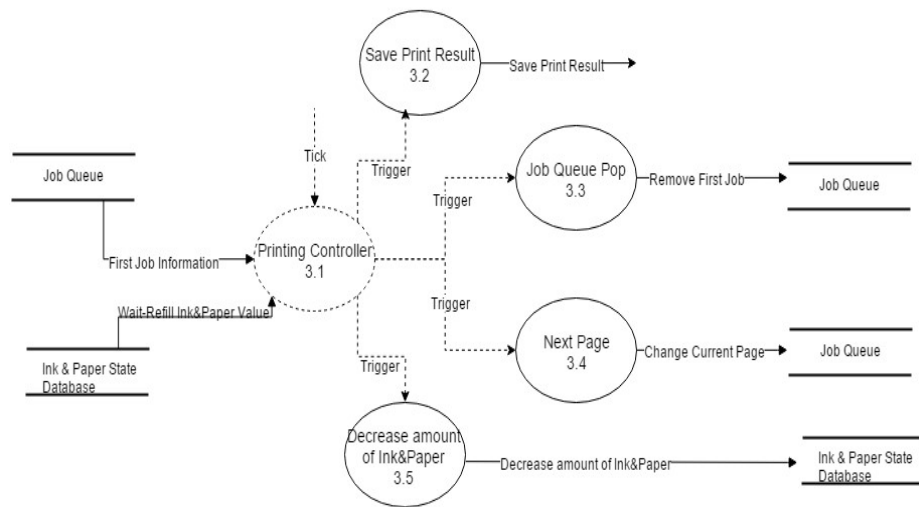 Save Print Result
3.2
Save Print Result
Tick
Trigger
Job Queue
Job Queue Pop
3.3
Remove First Job
Job Queue
Trigger
First Job Information
Printing Controller
3.1
Wait-Refill Ink&Paper Value
Trigger
Ink & Paper State
Database
Next Page
3.4
Change Current Page
Job Queue
Trigger
Decrease amount
of Ink&Paper
3.5
Decrease amount of Ink&Paper
Ink & Paper State
Database